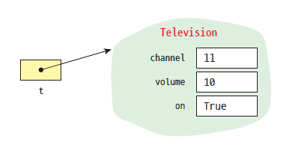 Television
channel 11
volume 10
on True
t